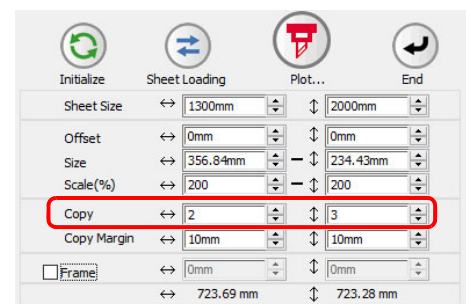 Initialize Sheet Loading Plot... End
Sheet Size ↔ 1300mm ↕ 2000mm
Offset ↔ 0mm ↕ 0mm
Size ↔ 356.84mm ↕ 234.43mm
Scale(%) ↔ 200 ↕ 200
Copy ↔ 2 ↕ 3
Copy Margin ↔ 10mm ↕ 10mm
Frame ↔ 0mm ↕ 0mm
↔ 723.69 mm ↕ 723.28 mm